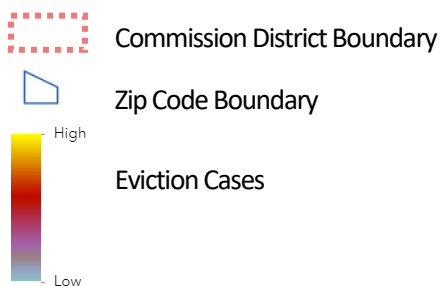 Commission District Boundary
Zip Code Boundary
High
Eviction Cases
Low